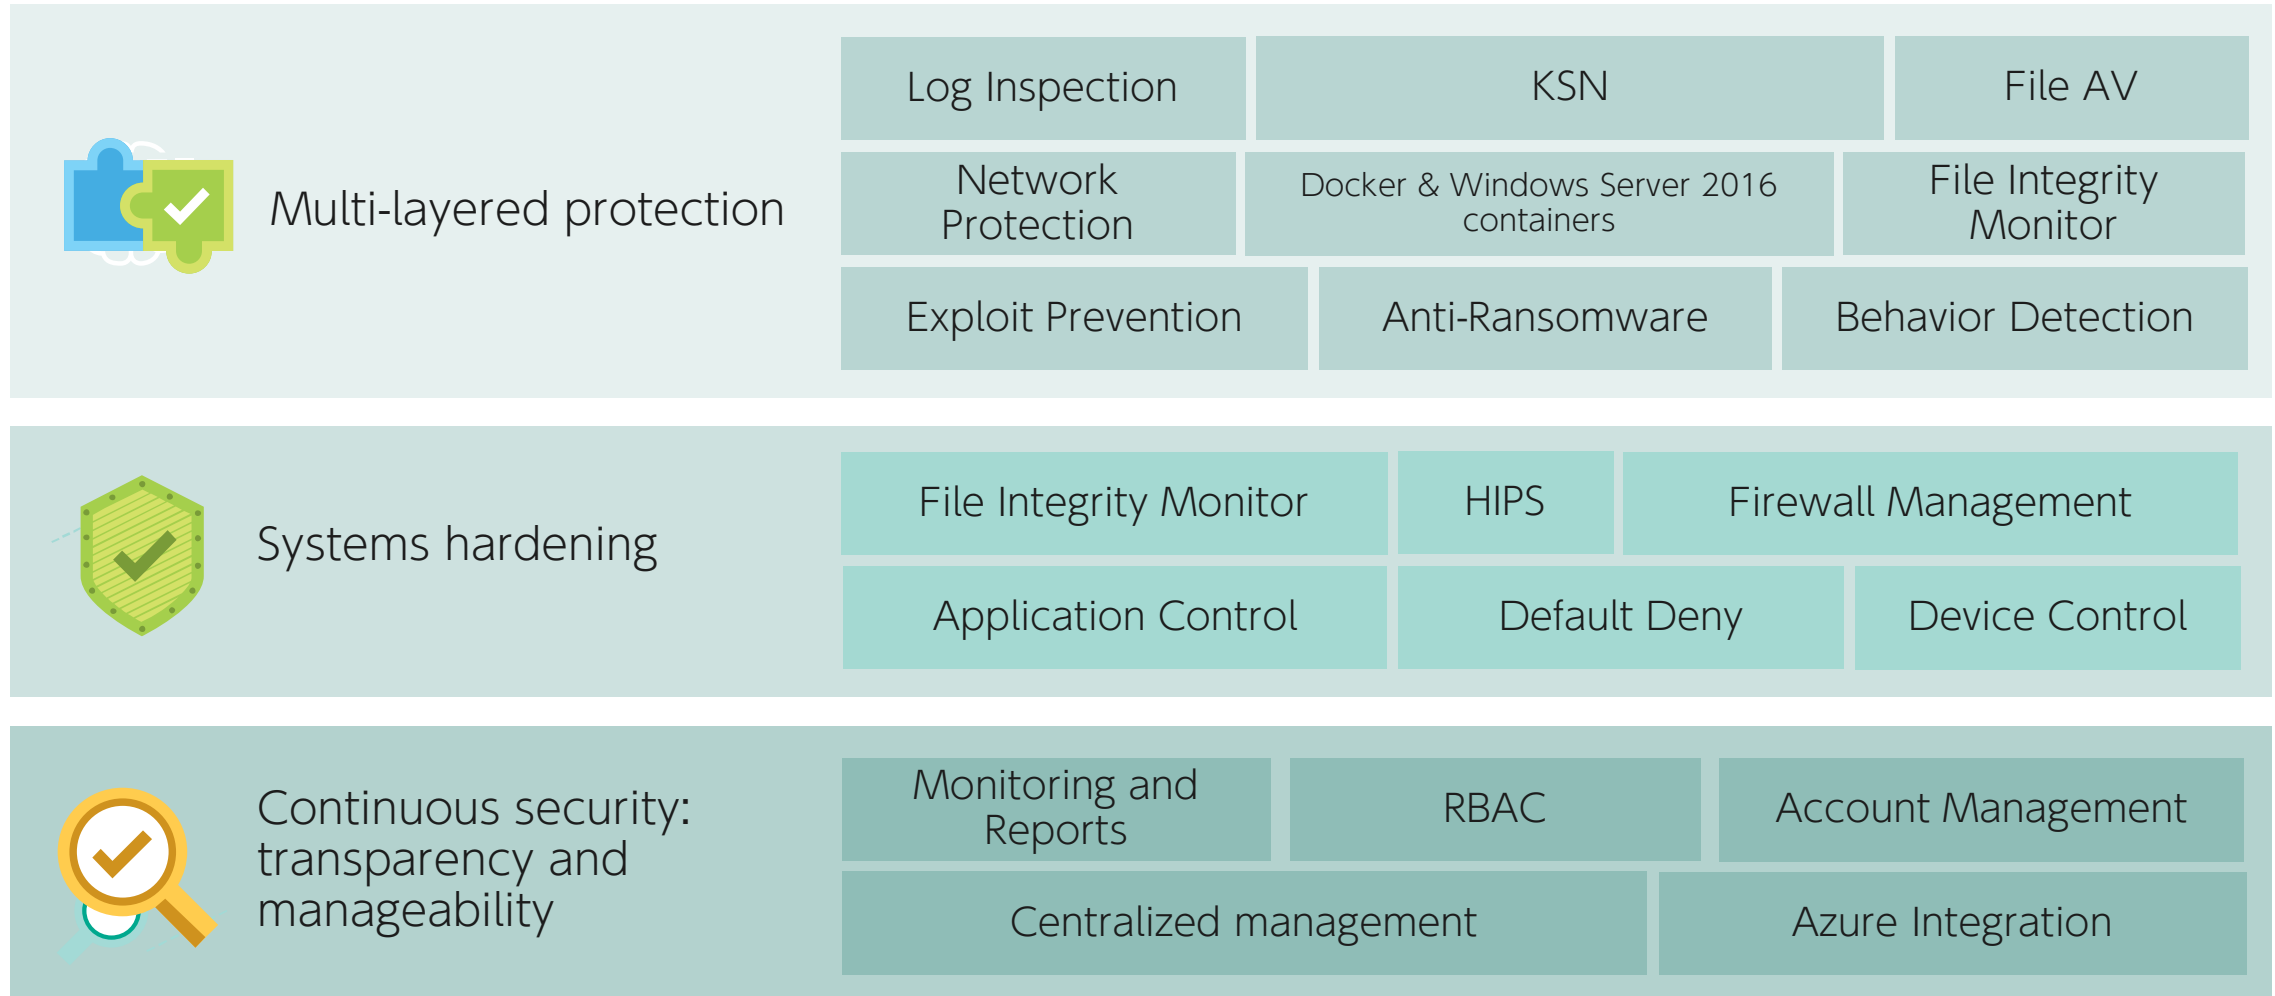 Multi-layered protection
Log Inspection
KSN
File AV
Network
Protection
Docker & Windows Server 2016
containers
File Integrity
Monitor
Exploit Prevention
Anti-Ransomware
Behavior Detection
Systems hardening
File Integrity Monitor
HIPS
Firewall Management
Application Control
Default Deny
Device Control
Continuous security:
transparency and
manageability
Monitoring and
Reports
RBAC
Account Management
Centralized management
Azure Integration